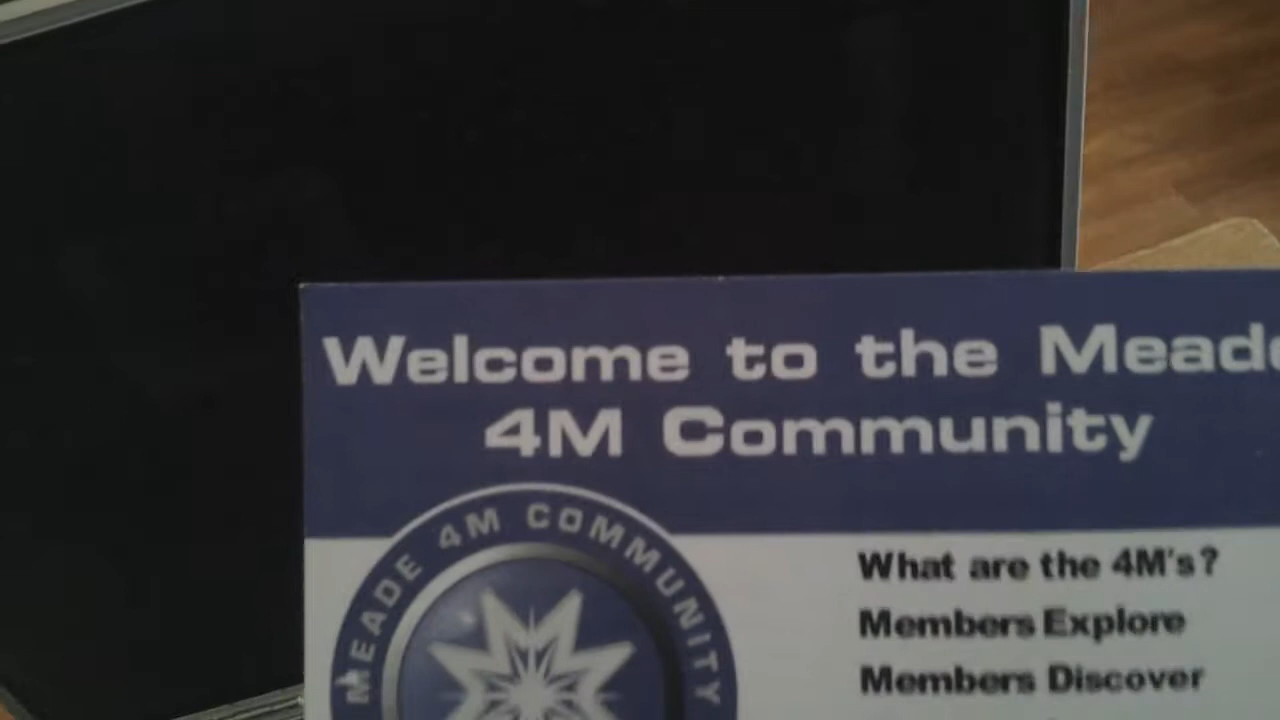 Welcome to the Meade
4M Community
MEADE 4M COMMUNITY
What are the 4M's?
Members Explore
Members Discover